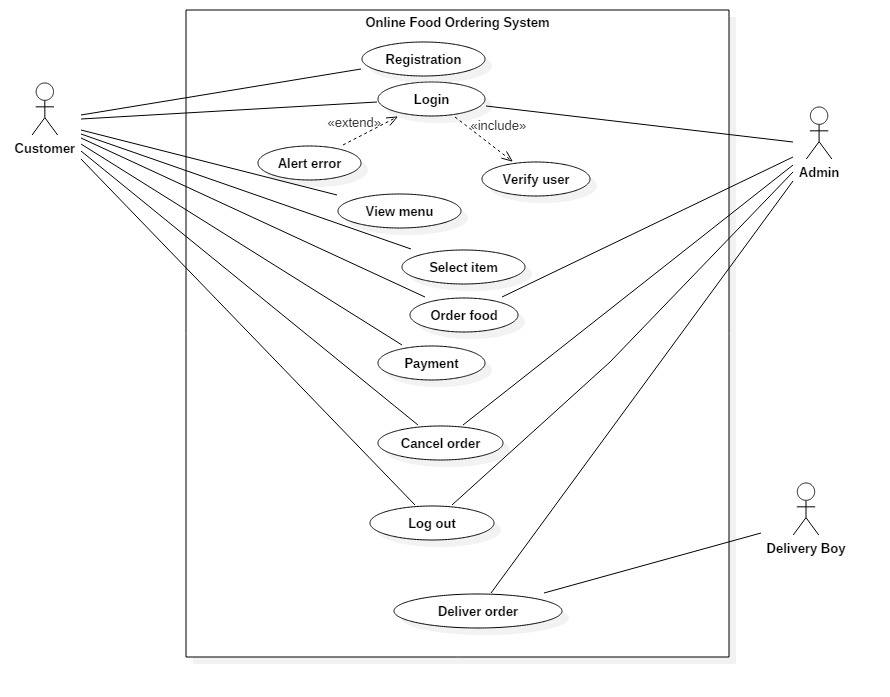 Online Food Ordering System
Registration
Login
«extend»
«include»
Customer
Admin
Alert error
Verify user
View menu
Select item
Order food
Payment
Cancel order
Log out
Delivery Boy
Deliver order